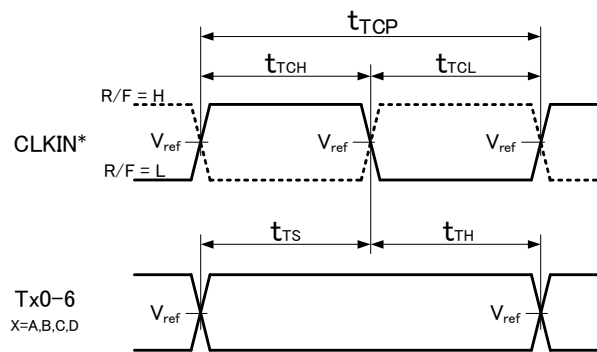 tTCP
tTCH
tTCL
R/F = H
CLKIN*
Vref
Vref
Vref
R/F = L
tTS
tTH
Tx0-6
X=A,B,C,D
Vref
Vref